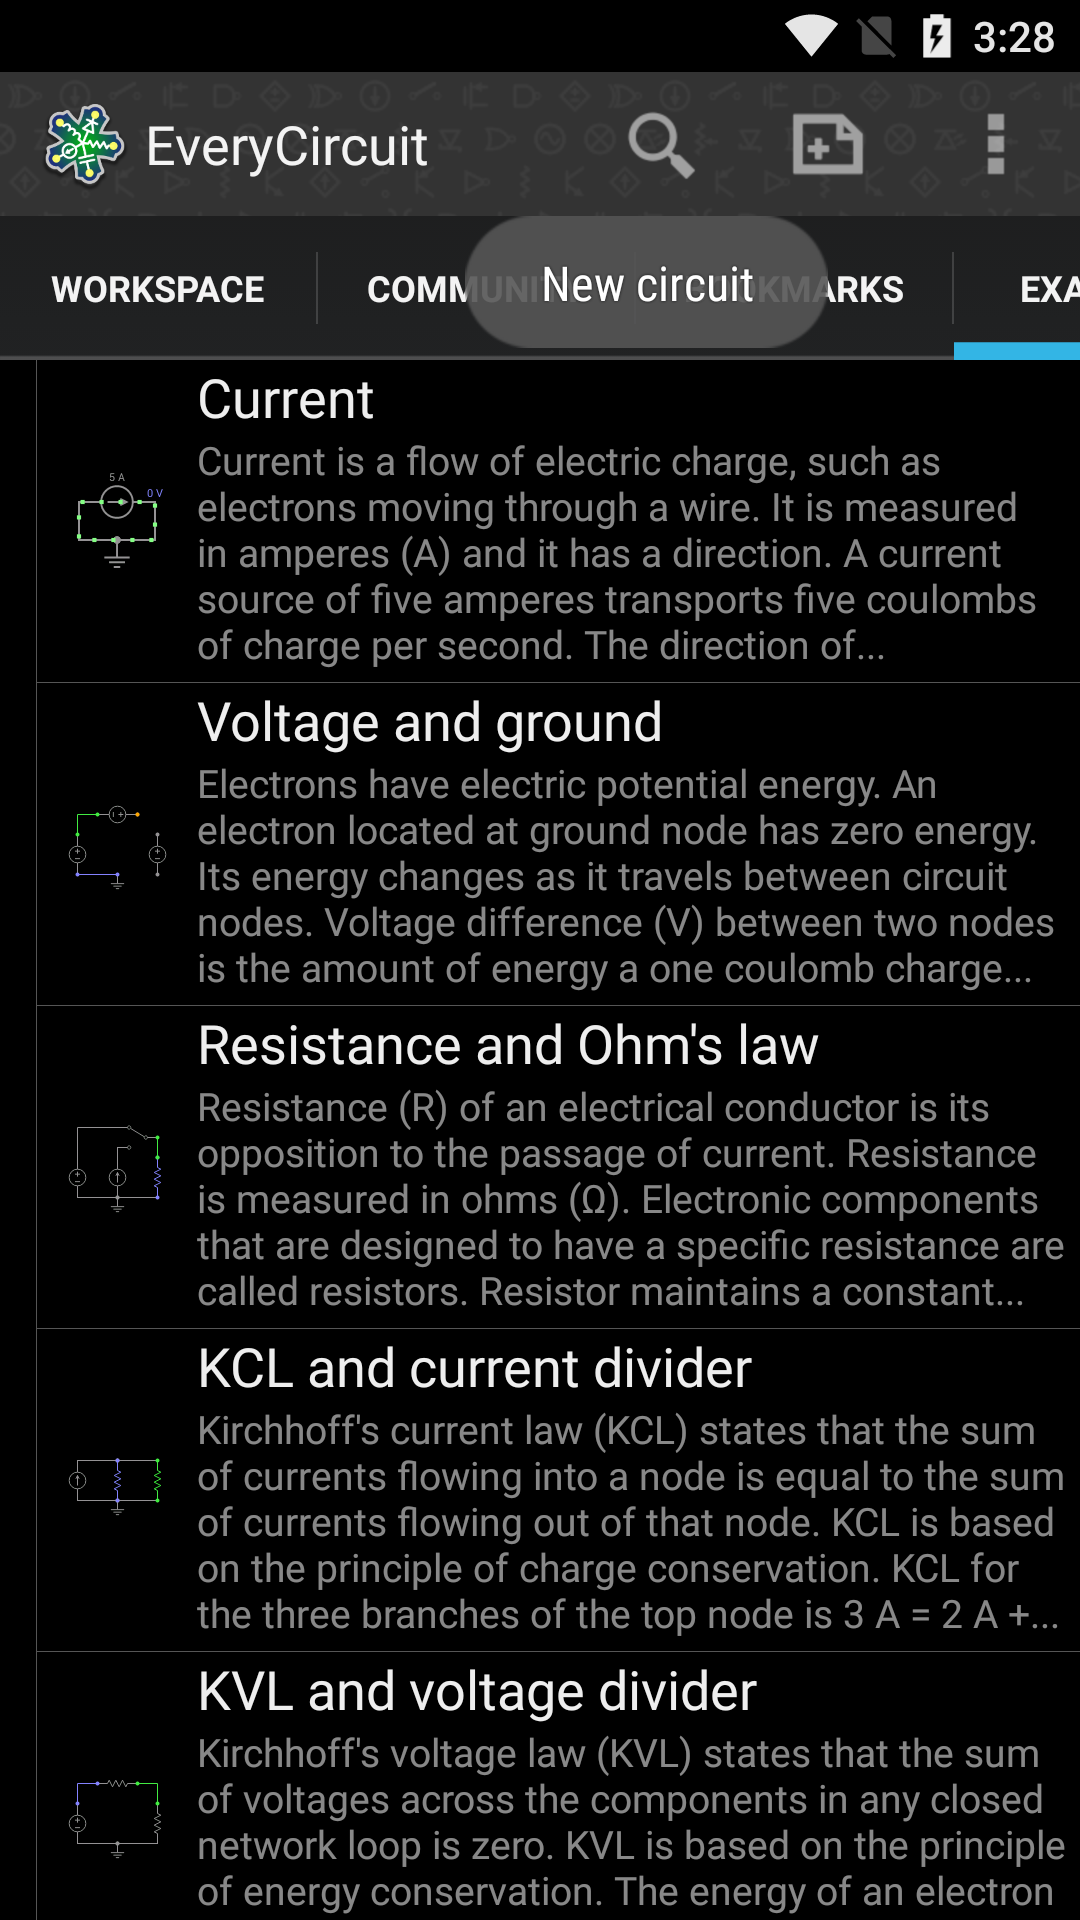 3:28
EveryCircuit
WORKSPACE
New circuit
Current
Current is a flow of electric charge, such as
electrons moving through a wire. It is measured
in amperes (A) and it has a direction. A current
source of five amperes transports five coulombs
of charge per second. The direction of...
5 A
0 V
Voltage and ground
Electrons have electric potential energy. An
electron located at ground node has zero energy.
Its energy changes as it travels between circuit
nodes. Voltage difference (V) between two nodes
is the amount of energy a one coulomb charge...
Resistance and Ohm's law
Resistance (R) of an electrical conductor is its
opposition to the passage of current. Resistance
is measured in ohms (Ω). Electronic components
that are designed to have a specific resistance are
called resistors. Resistor maintains a constant...
KCL and current divider
Kirchhoff's current law (KCL) states that the sum
of currents flowing into a node is equal to the sum
of currents flowing out of that node. KCL is based
on the principle of charge conservation. KCL for
the three branches of the top node is 3 A = 2 A +...
KVL and voltage divider
Kirchhoff's voltage law (KVL) states that the sum
of voltages across the components in any closed
network loop is zero. KVL is based on the principle
of energy conservation. The energy of an electron